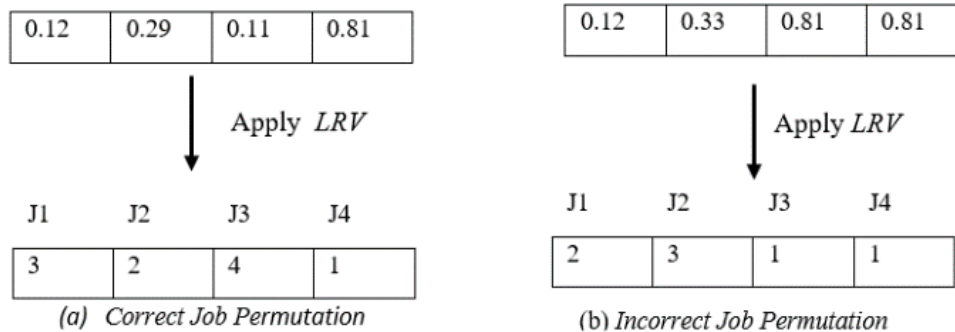 0.12 0.29 0.11 0.81
Apply LRV
J1 J2 J3 J4
3 2 4 1
(a) Correct Job Permutation
0.12 0.33 0.81 0.81
Apply LRV
J1 J2 J3 J4
2 3 1 1
(b) Incorrect Job Permutation